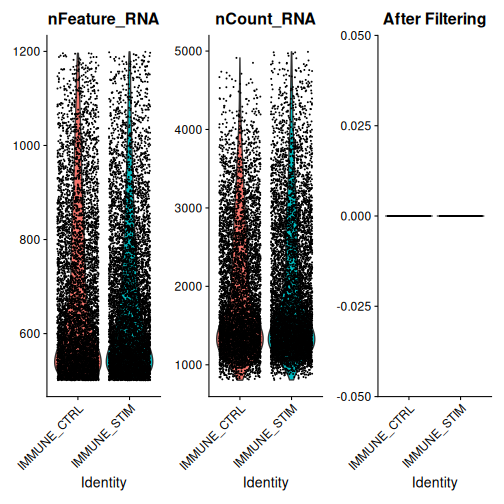 nFeature_RNA
1200
1000
800
600
IMMUNE_CTRL
IMMUNE_STIM
Identity
nCount_RNA
5000
4000
3000
2000
1000
IMMUNE_CTRL
IMMUNE_STIM
Identity
After Filtering
0.050
0.025
0.000
-0.025
-0.050
IMMUNE_CTRL
IMMUNE_STIM
Identity